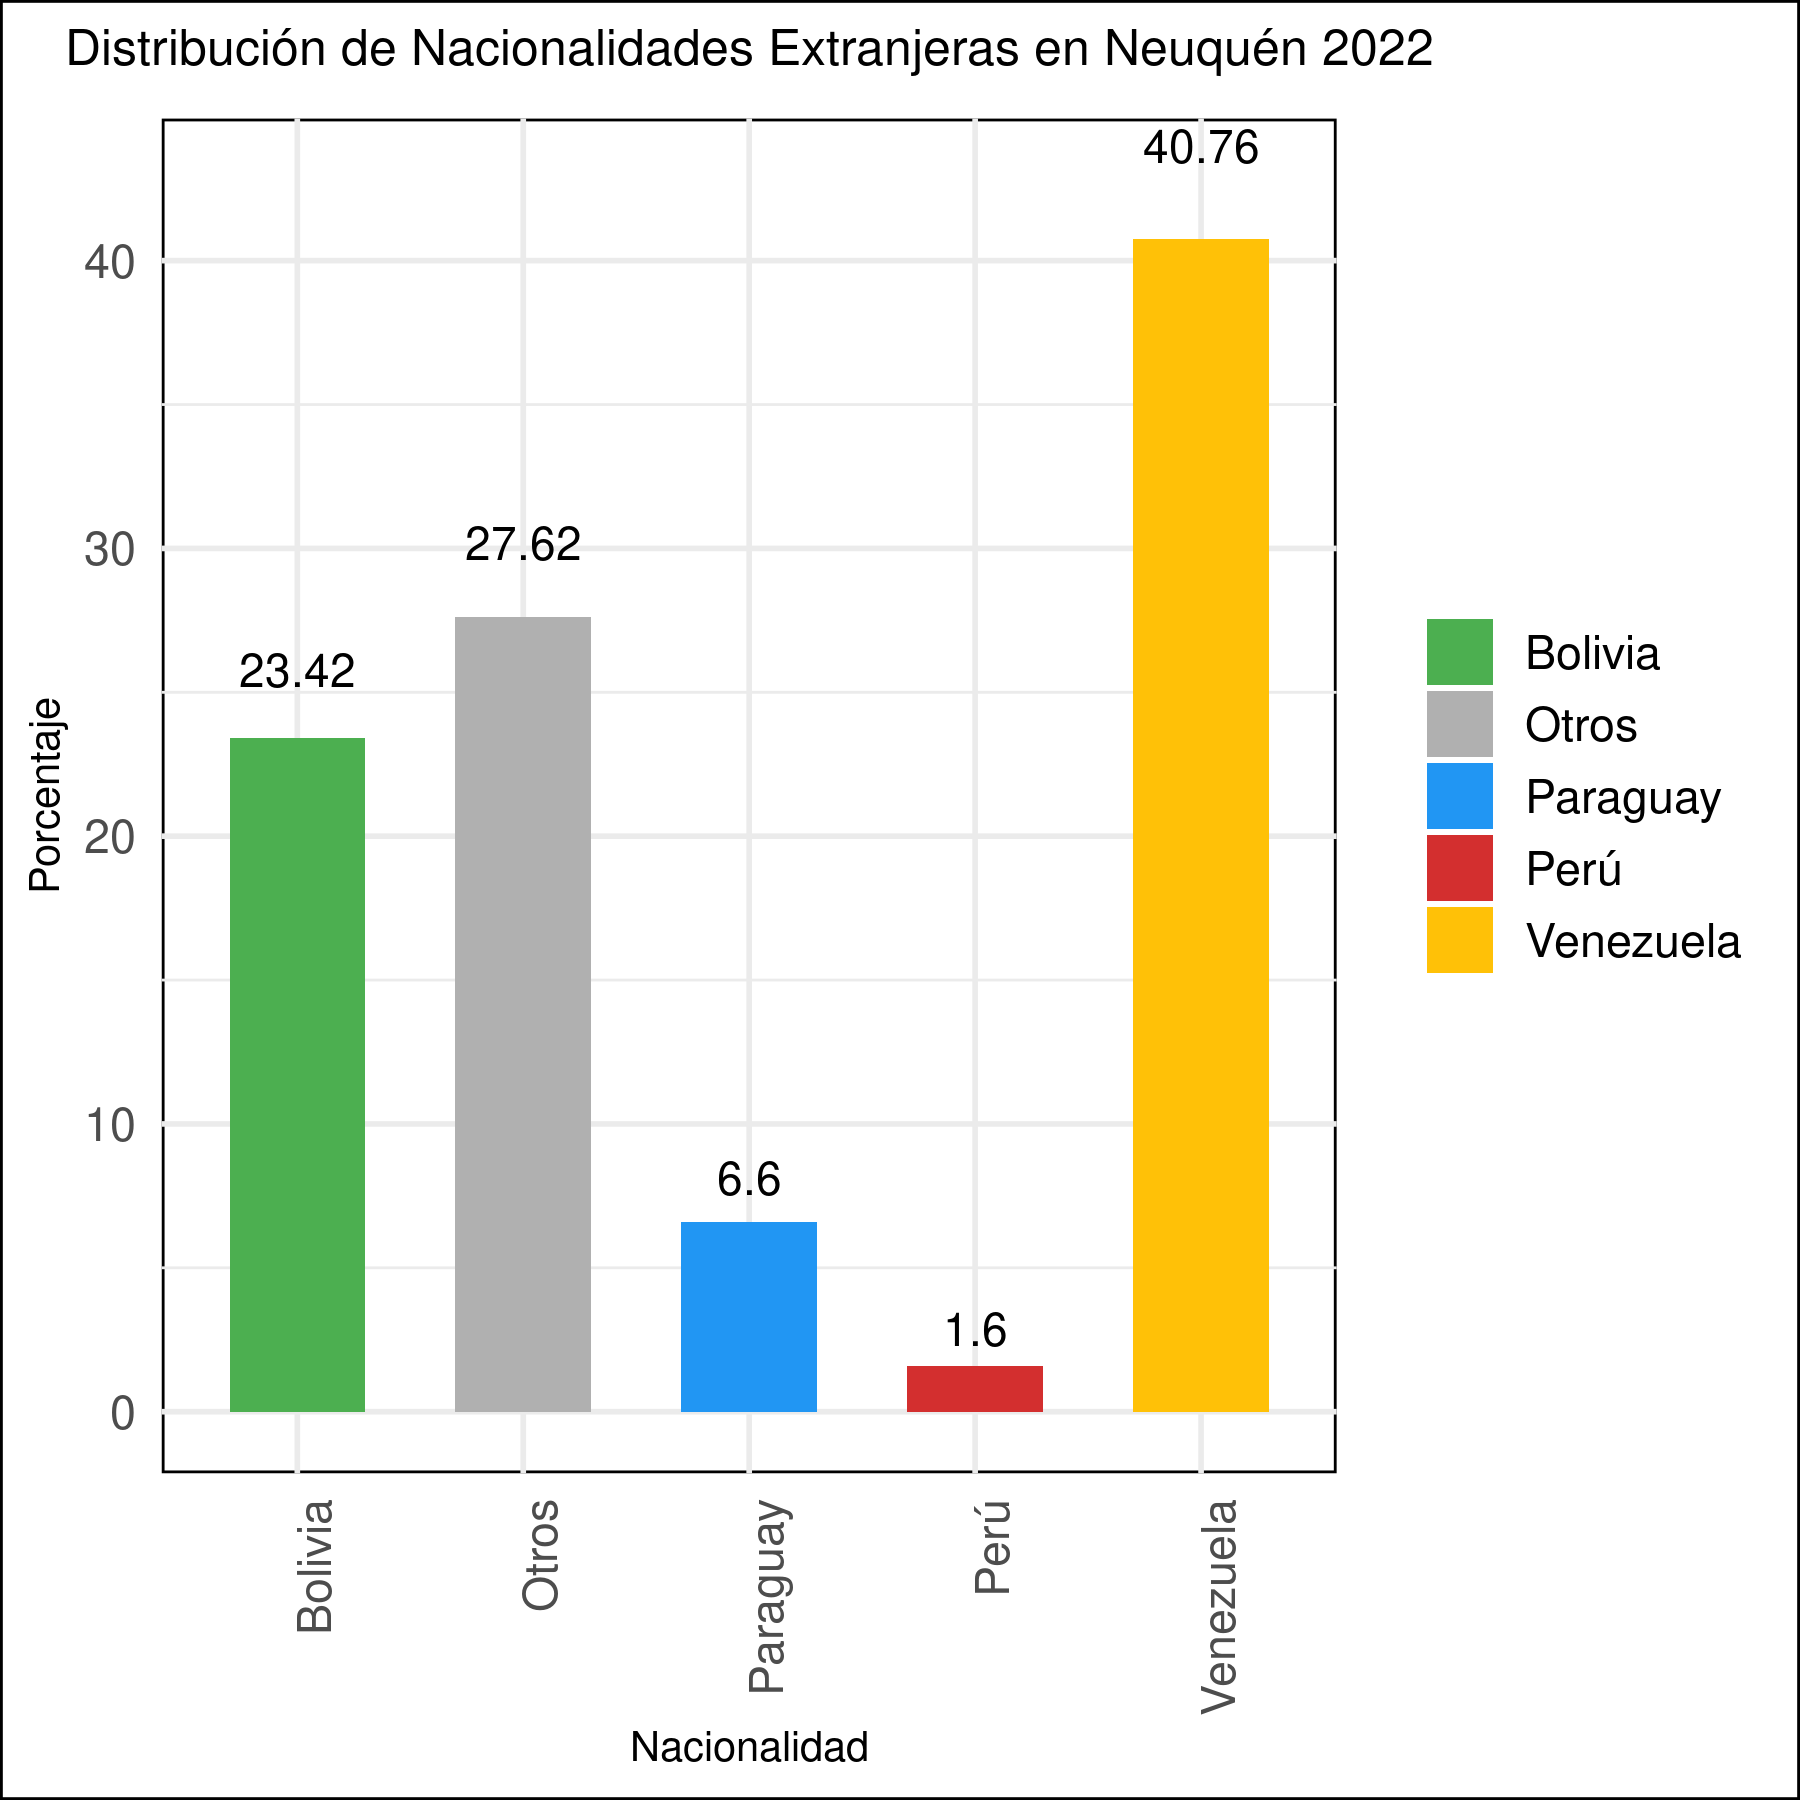 Distribución de Nacionalidades Extranjeras en Neuquén 2022
40.76
40
30
27.62
23.42
20
10
6.6
1.6
0
Porcentaje
Bolivia
Otros
Paraguay
Perú
Venezuela
Nacionalidad
Bolivia
Otros
Paraguay
Perú
Venezuela